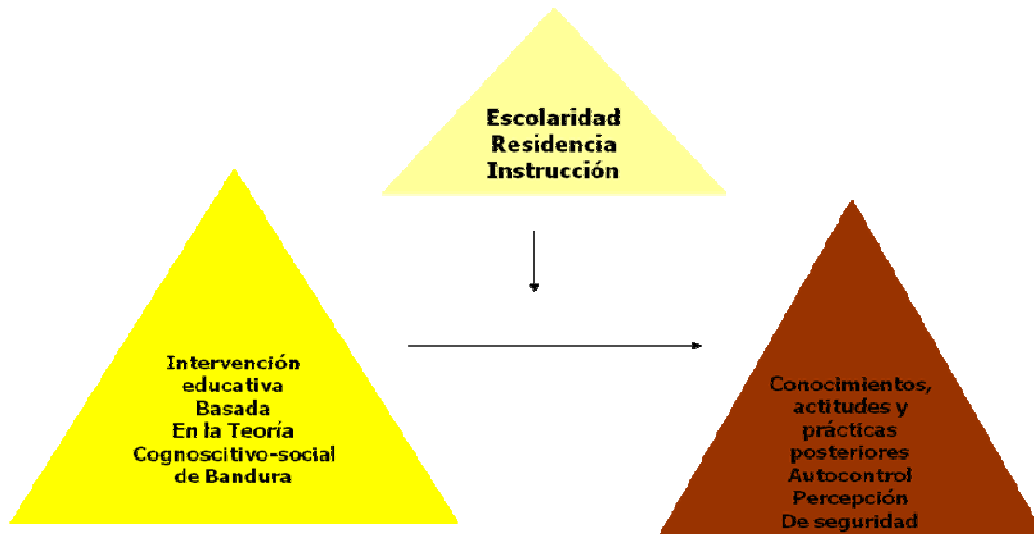 Escolaridad
Residencia
Instrucción
Intervención
educativa
Basada
En la Teoría
Cognoscitivo-social
de Bandura
Conocimientos,
actitudes y
prácticas
posteriores
Autocontrol
Percepción
De seguridad